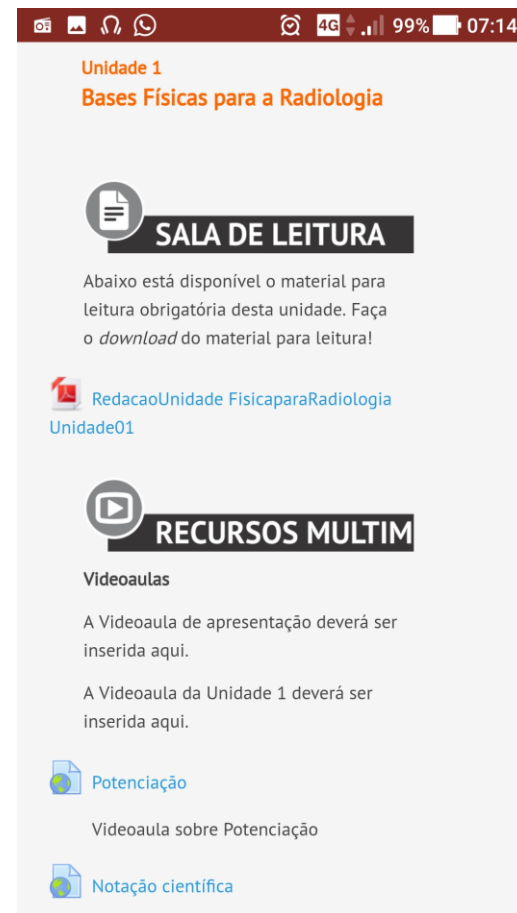 4G 99% 07:14
Unidade 1
Bases Físicas para a Radiologia
SALA DE LEITURA
Abaixo está disponível o material para
leitura obrigatória desta unidade. Faça
o download do material para leitura!
RedacaoUnidade FisicaparaRadiologia
Unidade01
RECURSOS MULTIM
Videoaulas
A Videoaula de apresentação deverá ser
inserida aqui.
A Videoaula da Unidade 1 deverá ser
inserida aqui.
Potenciação
Videoaula sobre Potenciação
Notação científica